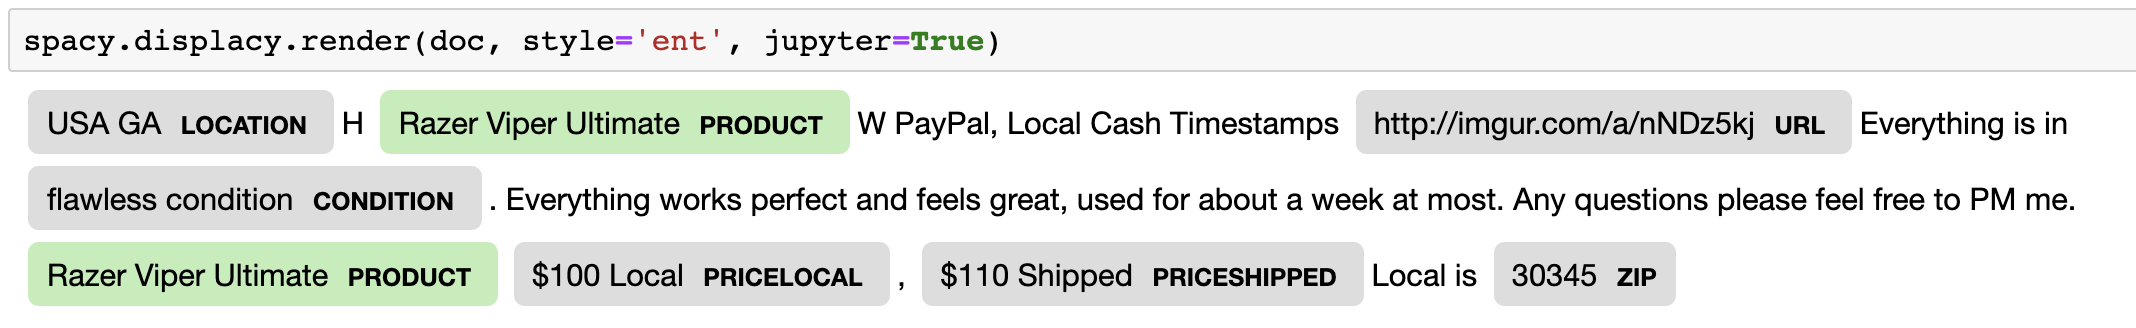 spacy.displacy.render(doc, style='ent', jupyter=True)
USA GA LOCATION H Razer Viper Ultimate PRODUCT W PayPal, Local Cash Timestamps http://imgur.com/a/nNDz5kj URL Everything is in
flawless condition CONDITION . Everything works perfect and feels great, used for about a week at most. Any questions please feel free to PM me.
Razer Viper Ultimate PRODUCT $100 Local PRICELOCAL , $110 Shipped PRICESHIPPED Local is 30345 ZIP